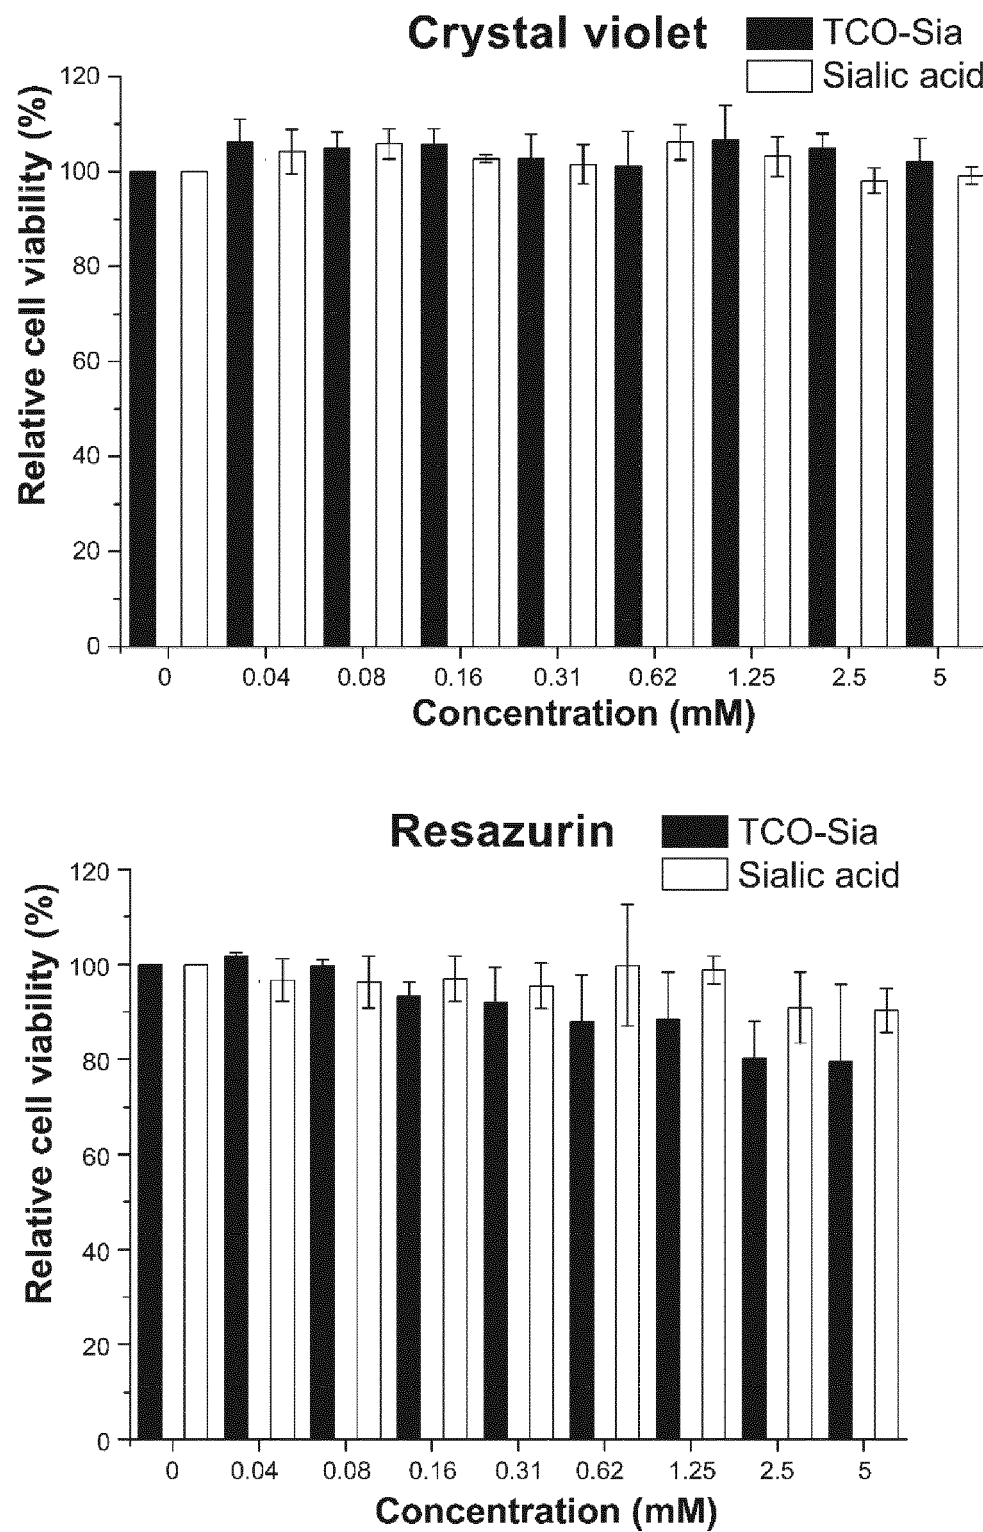 Crystal violet
TCO-Sia
Sialic acid
Relative cell viability (%)
120
100
80
60
40
20
0
0 0.04 0.08 0.16 0.31 0.62 1.25 2.5 5
Concentration (mM)
Resazurin
TCO-Sia
Sialic acid
Relative cell viability (%)
120
100
80
60
40
20
0
0 0.04 0.08 0.16 0.31 0.62 1.25 2.5 5
Concentration (mM)